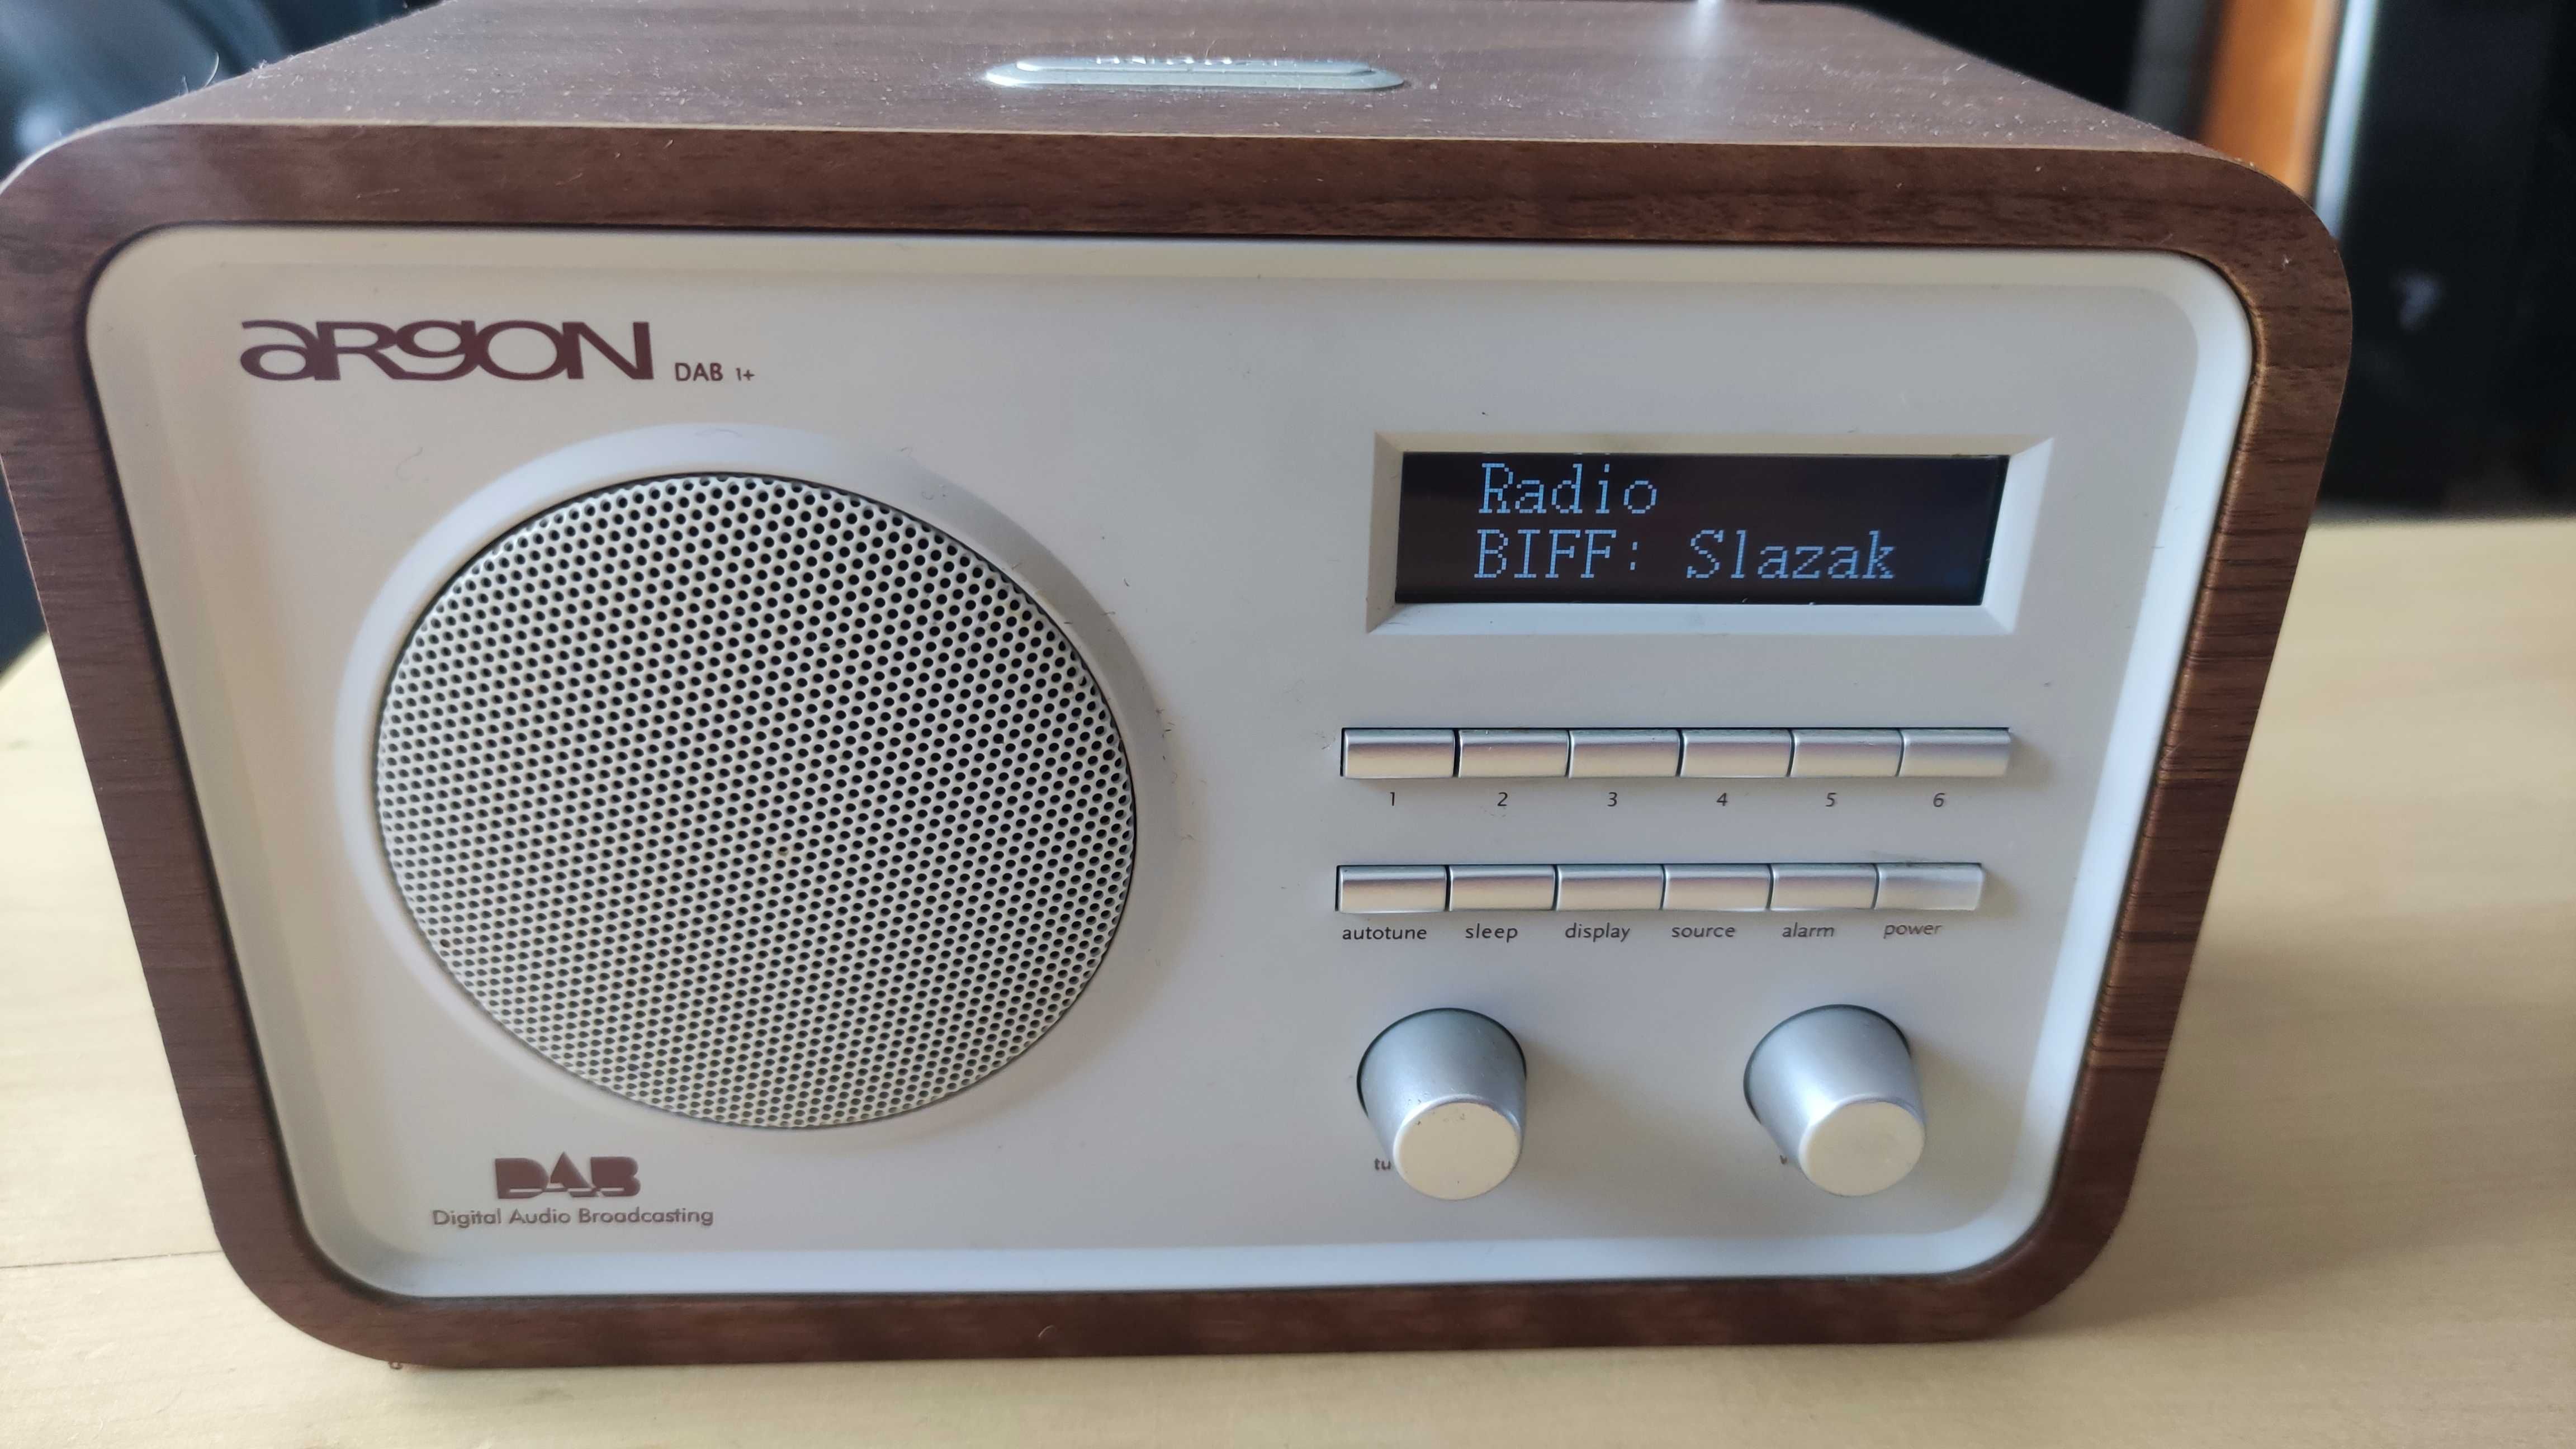 argon DAB 1+
Radio
BIFF: Slazak
1 2 3 4 5 6
autotune sleep display source alarm power
DAB
Digital Audio Broadcasting